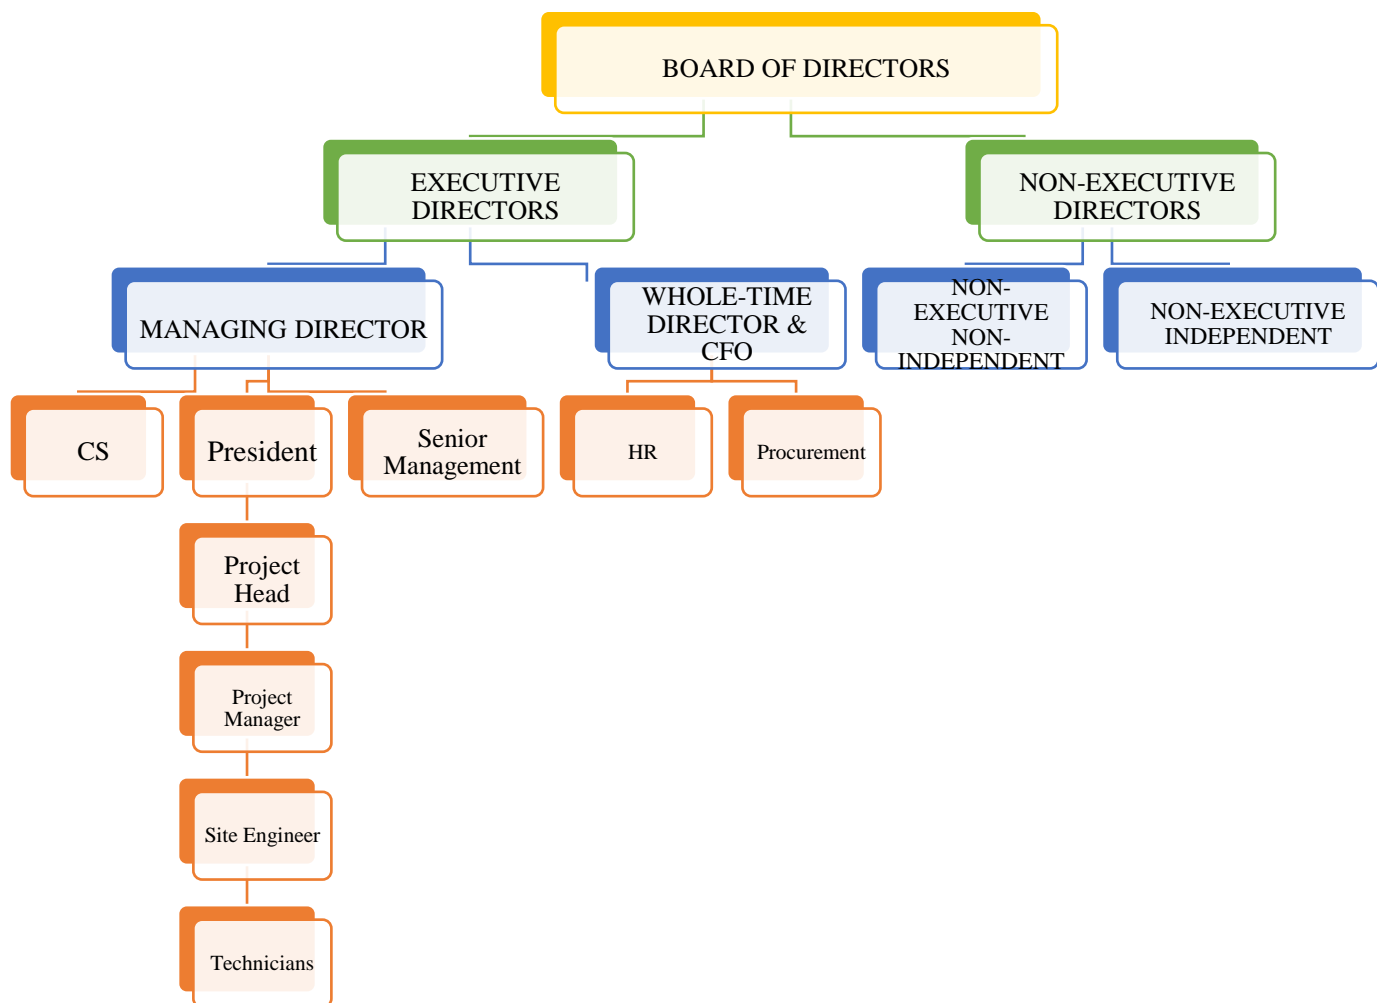 BOARD OF DIRECTORS
EXECUTIVE
DIRECTORS
NON-EXECUTIVE
DIRECTORS
MANAGING DIRECTOR
WHOLE-TIME
DIRECTOR &
CFO
NON-
EXECUTIVE
NON-
INDEPENDENT
NON-EXECUTIVE
INDEPENDENT
CS
President
Senior
Management
HR
Procurement
Project
Head
Project
Manager
Site Engineer
Technicians